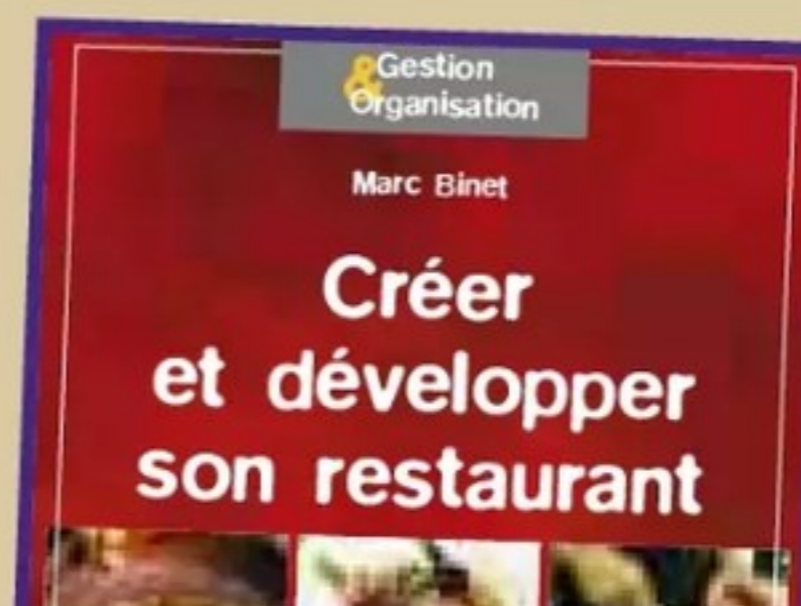 Gestion
& Organisation
Marc Binet
Créer
et développer
son restaurant